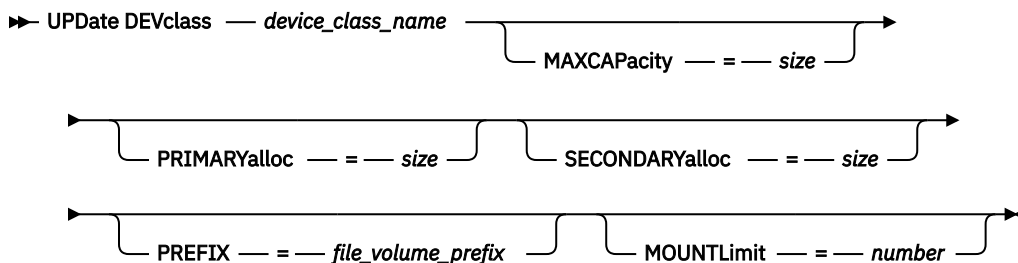 UPDate DEVclass — device_class_name
MAXCAPacity — = — size
PRIMARYalloc — = — size SECONDARYalloc — = — size
PREFIX — = — file_volume_prefix MOUNTLimit — = — number